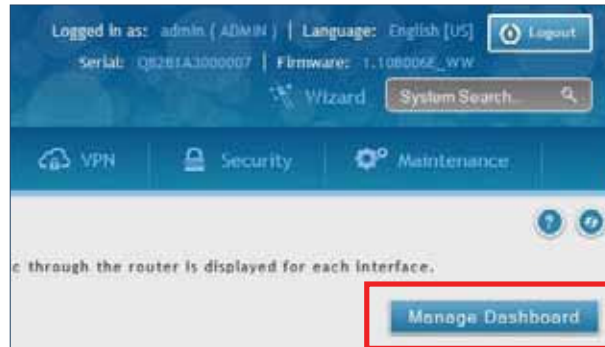 Logged in as: admin ( ADMIN ) | Language: English [US] Logout
Serial: QB2B1A3000007 | Firmware: 1.10B006E_WW
Wizard System Search...
VPN Security Maintenance
c through the router is displayed for each interface.
Manage Dashboard